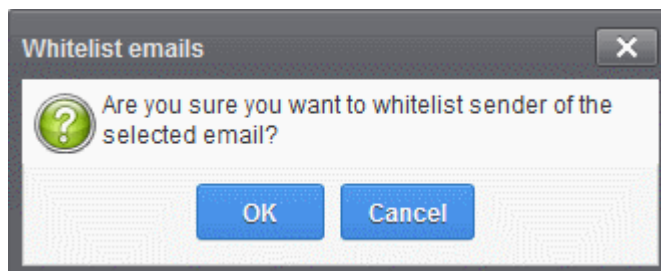 Whitelist emails
Are you sure you want to whitelist sender of the
selected email?
OK Cancel